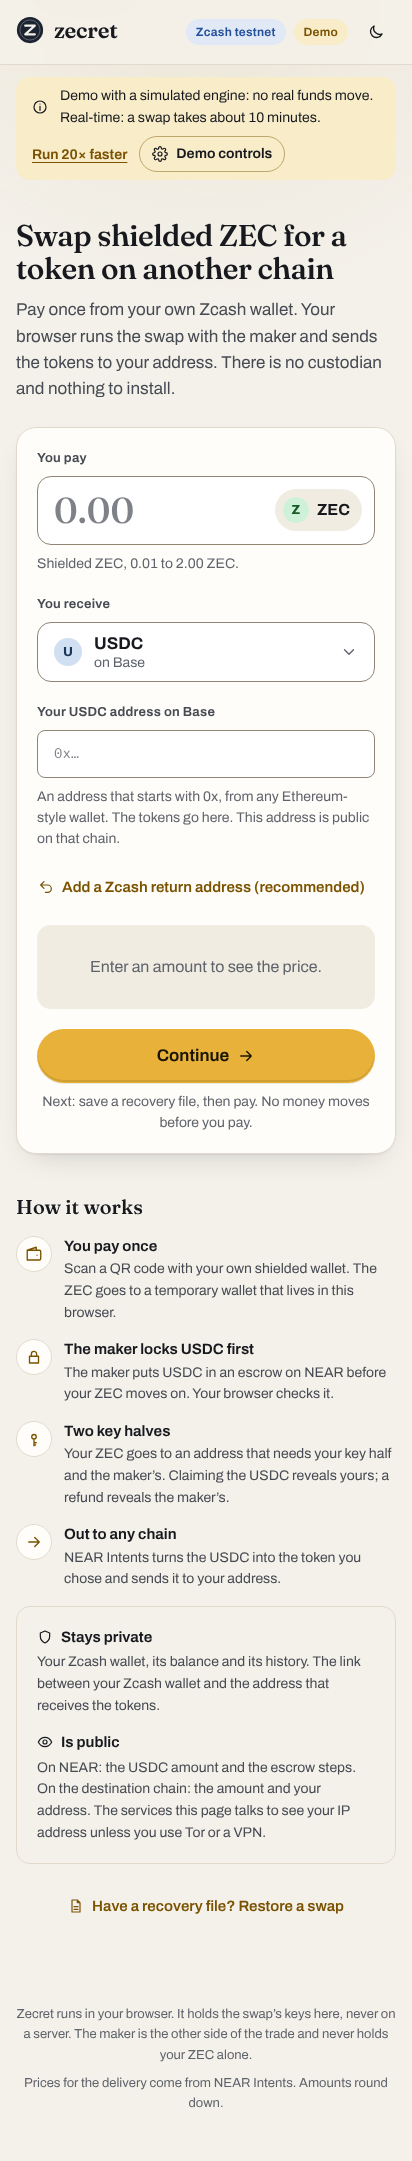 zecret
Zcash testnet
Demo
Demo with a simulated engine: no real funds move.
Real-time: a swap takes about 10 minutes.
Run 20× faster
Demo controls
Swap shielded ZEC for a
token on another chain
Pay once from your own Zcash wallet. Your
browser runs the swap with the maker and sends
the tokens to your address. There is no custodian
and nothing to install.
You pay
0.00
Z ZEC
Shielded ZEC, 0.01 to 2.00 ZEC.
You receive
U USDC
on Base
Your USDC address on Base
0x…
An address that starts with 0x, from any Ethereum-
style wallet. The tokens go here. This address is public
on that chain.
Add a Zcash return address (recommended)
Enter an amount to see the price.
Continue →
Next: save a recovery file, then pay. No money moves
before you pay.
How it works
You pay once
Scan a QR code with your own shielded wallet. The
ZEC goes to a temporary wallet that lives in this
browser.
The maker locks USDC first
The maker puts USDC in an escrow on NEAR before
your ZEC moves on. Your browser checks it.
Two key halves
Your ZEC goes to an address that needs your key half
and the maker’s. Claiming the USDC reveals yours; a
refund reveals the maker’s.
Out to any chain
NEAR Intents turns the USDC into the token you
chose and sends it to your address.
Stays private
Your Zcash wallet, its balance and its history. The link
between your Zcash wallet and the address that
receives the tokens.
Is public
On NEAR: the USDC amount and the escrow steps.
On the destination chain: the amount and your
address. The services this page talks to see your IP
address unless you use Tor or a VPN.
Have a recovery file? Restore a swap
Zecret runs in your browser. It holds the swap’s keys here, never on
a server. The maker is the other side of the trade and never holds
your ZEC alone.
Prices for the delivery come from NEAR Intents. Amounts round
down.